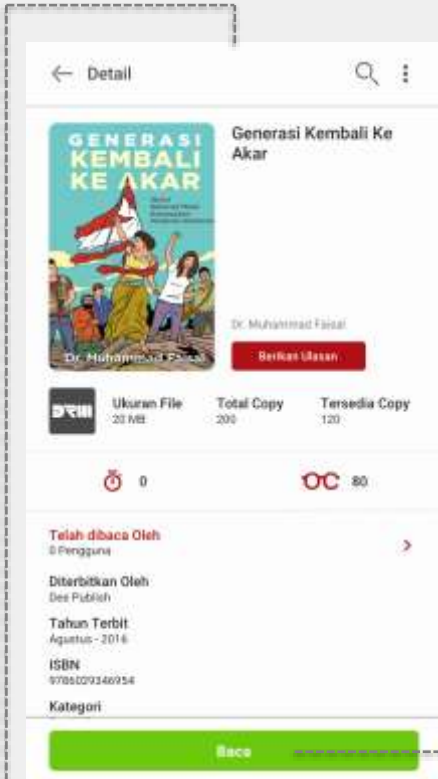 Detail
GENERASI
KEMBALI
KE AKAR
Dr. Muhammad Faisal
Generasi Kembali Ke
Akar
Dr. Muhammad Faisal
Berikan Ulasan
DRM
Ukuran File
20 MB
Total Copy
200
Tersedia Copy
120
0
80
Telah dibaca Oleh
0 Pengguna
Diterbitkan Oleh
Dee Publish
Tahun Terbit
Agustus - 2016
ISBN
9786029346954
Kategori
Baca